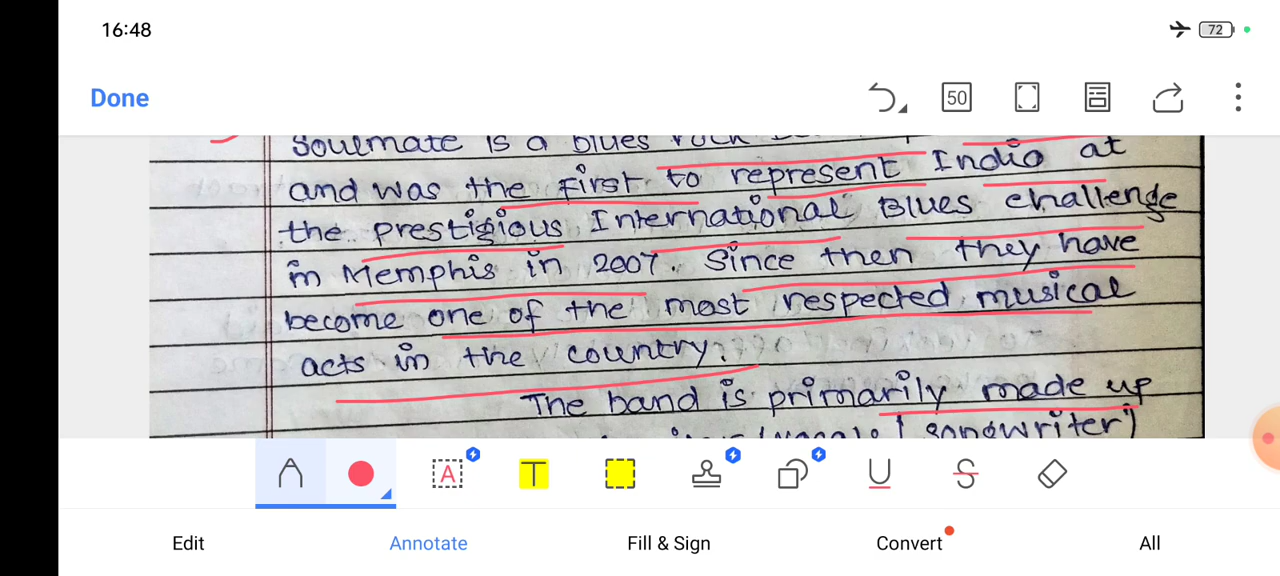 16:48
72
Done
50
Soulmate is a blues rock
and was the first to represent India at
the prestigious International Blues challenge
in Memphis in 2007. Since then they have
become one of the most respected musical
acts in the country.
The band is primarily made up
songwriter)
A
T
U
S
Edit
Annotate
Fill & Sign
Convert
All